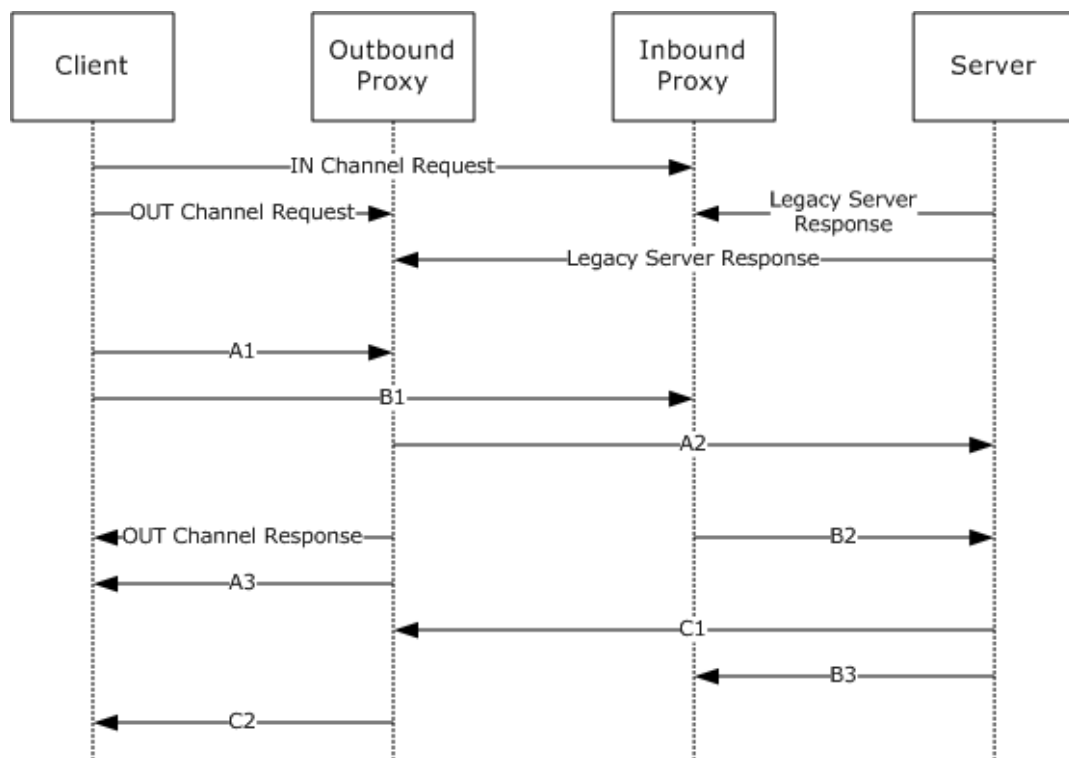 Client
Outbound
Proxy
Inbound
Proxy
Server
IN Channel Request
OUT Channel Request
Legacy Server
Response
Legacy Server Response
A1
B1
A2
OUT Channel Response
B2
A3
C1
B3
C2